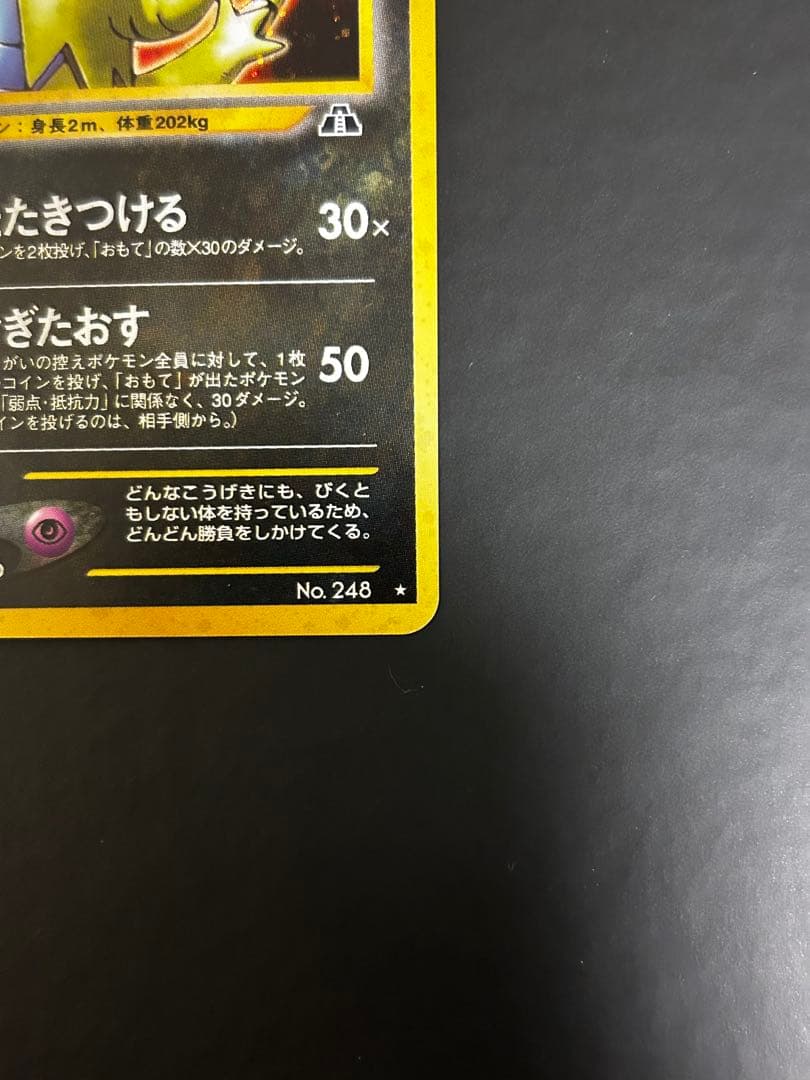 ン：身長2m、体重202kg
たきつける 30×
ンを2枚投げ、「おもて」の数×30のダメージ。
ぎたおす
がいの控えポケモン全員に対して、1枚
コインを投げ、「おもて」が出たポケモン
「弱点・抵抗力」に関係なく、30ダメージ。
インを投げるのは、相手側から。）
50
どんなこうげきにも、びくと
もしない体を持っているため、
どんどん勝負をしかけてくる。
No. 248 ★